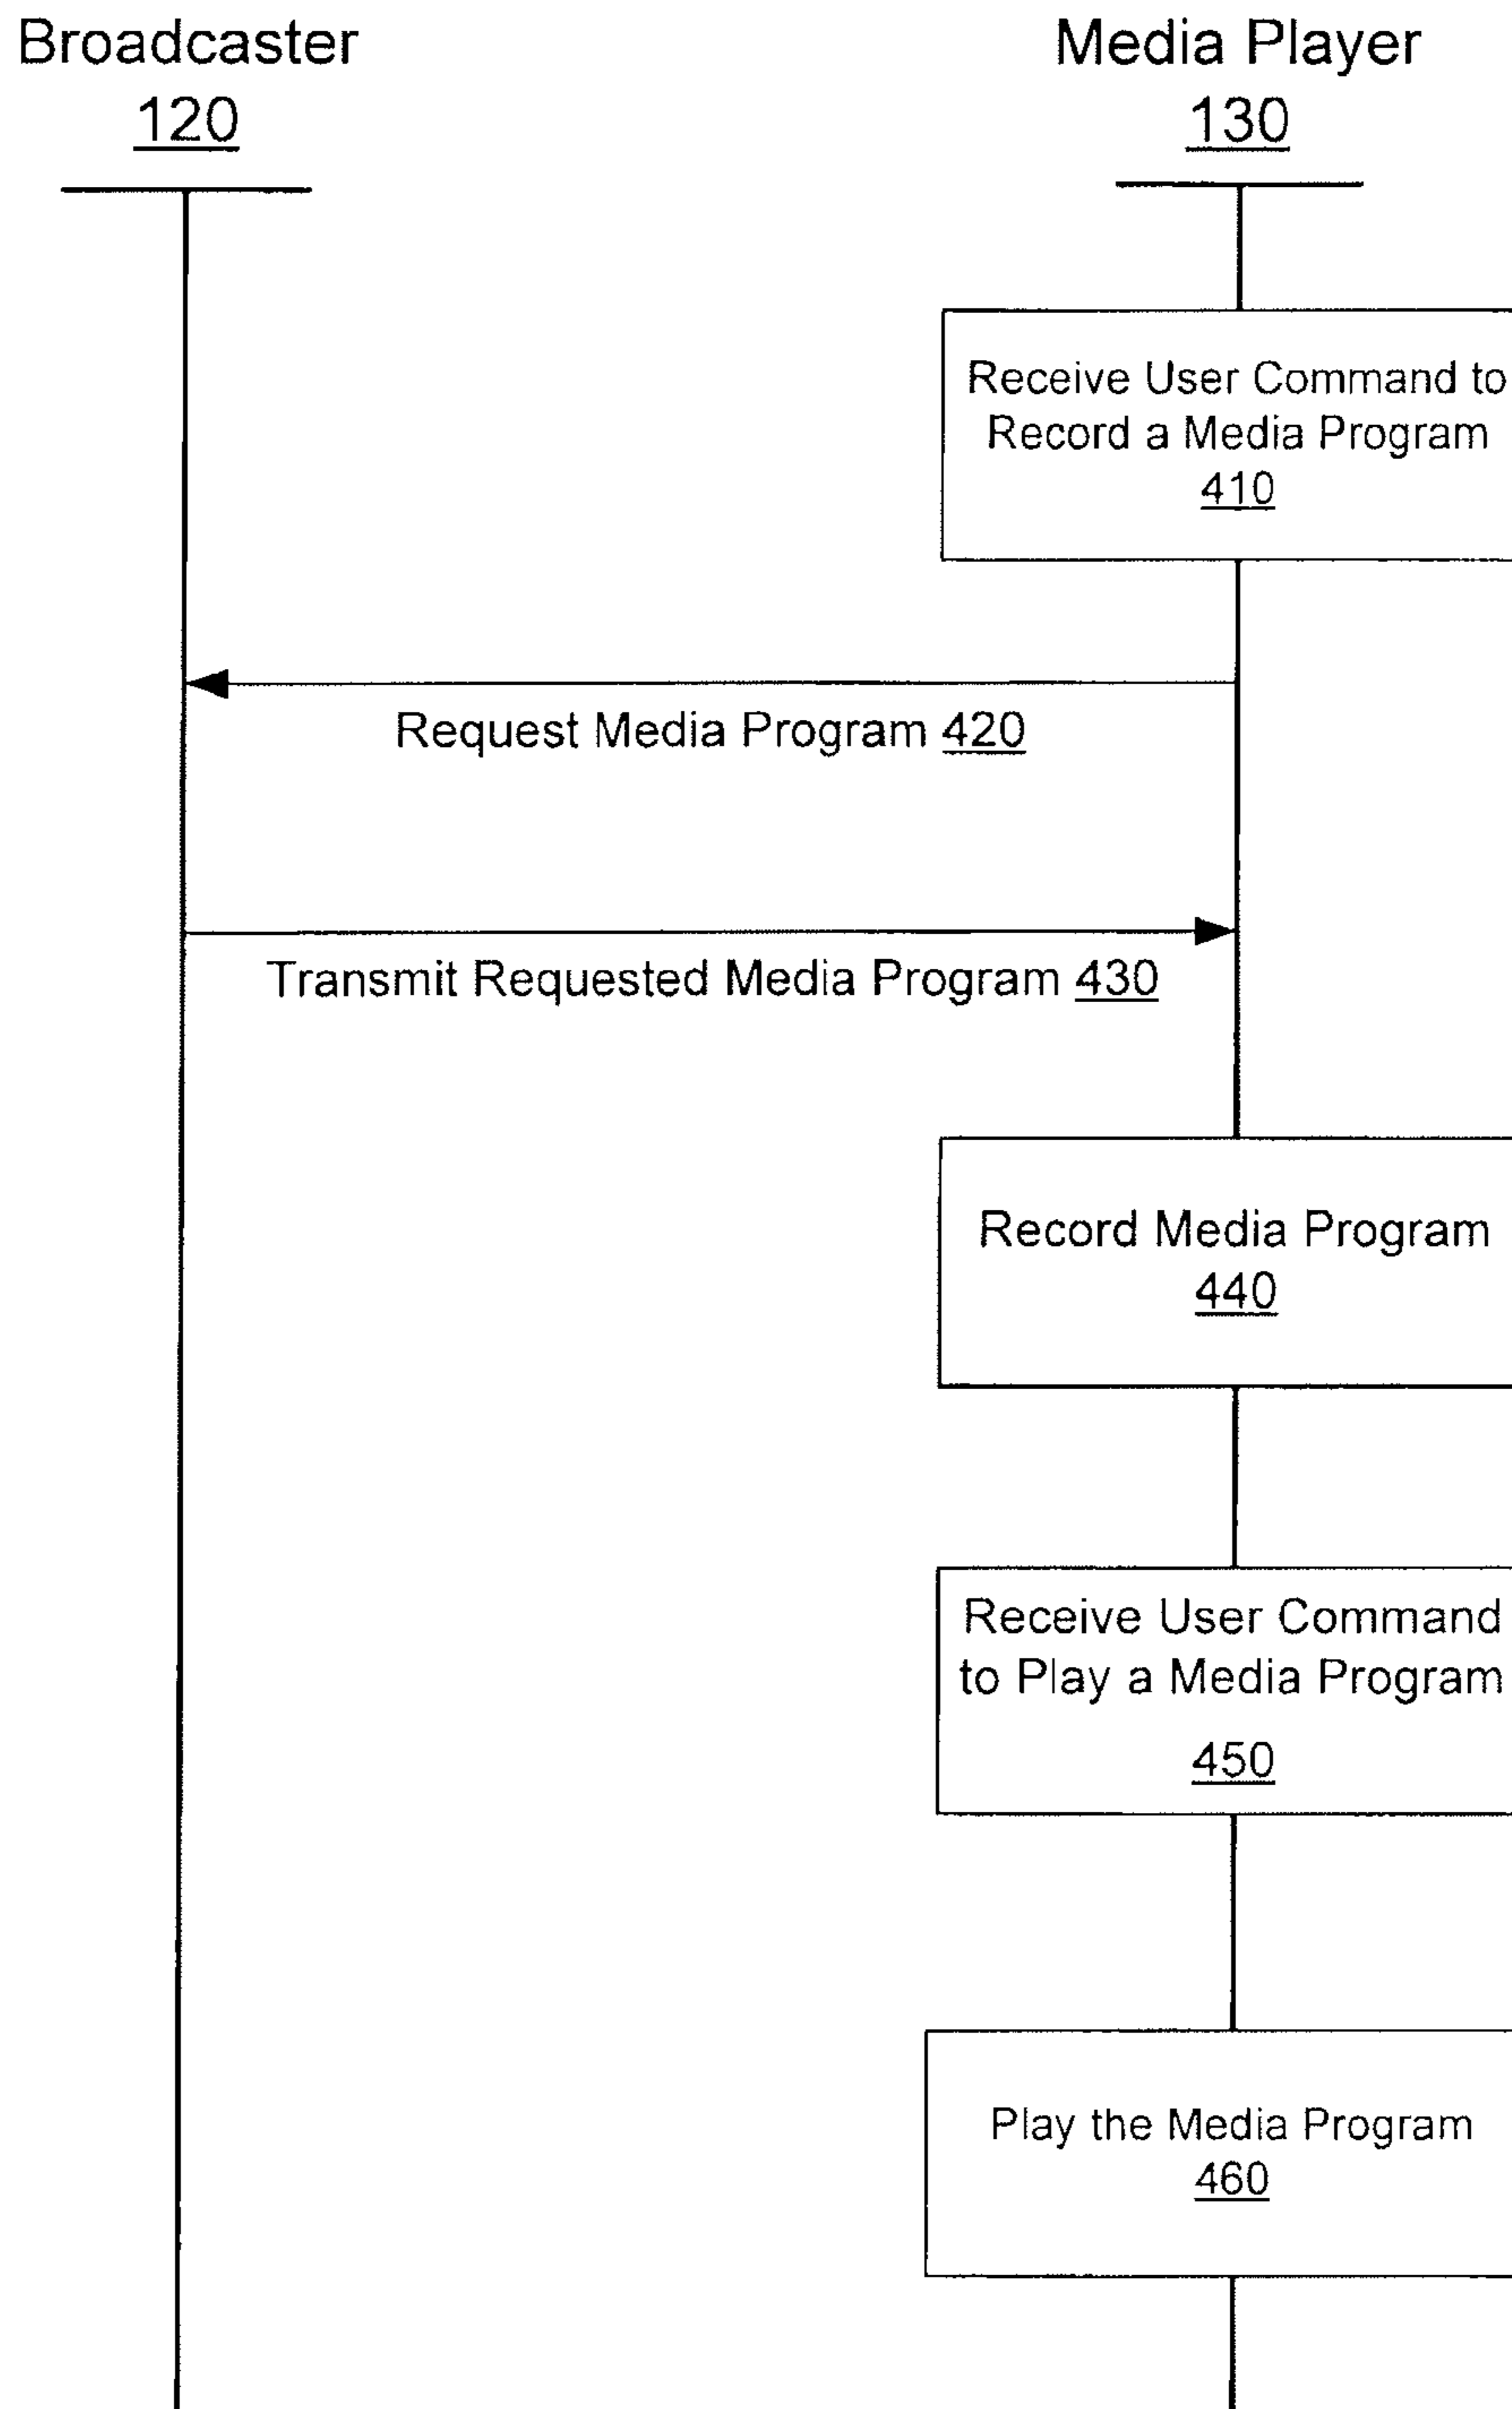 Broadcaster
120
Media Player
130
Receive User Command to
Record a Media Program
410
Request Media Program 420
Transmit Requested Media Program 430
Record Media Program
440
Receive User Command
to Play a Media Program
450
Play the Media Program
460